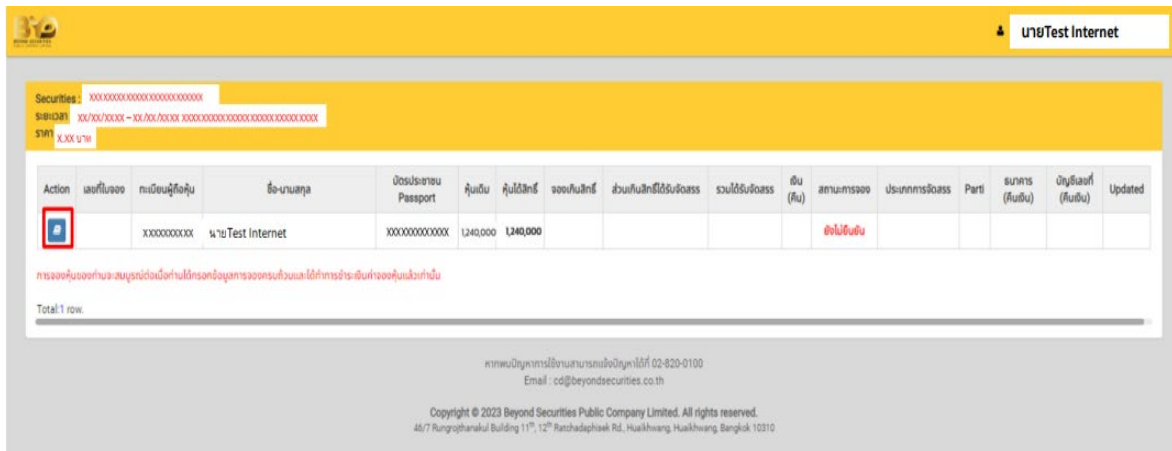 BYD
BEYOND SECURITIES
นายTest Internet
Securities : XXXXXXXXXXXXXXXXXXXXXXXXXX
ระยะเวลา XX/XX/XXXX – XX/XX/XXXX XXXXXXXXXXXXXXXXXXXXXXXXXXXXXX
ราคา X.XX บาท
Action เลขที่ใบจอง ทะเบียนผู้ถือหุ้น ชื่อ-นามสกุล บัตรประชาชน Passport หุ้นเดิม หุ้นได้สิทธิ์ จองเกินสิทธิ์ ส่วนเกินสิทธิ์ได้รับจัดสรร รวมได้รับจัดสรร เงิน (คืน) สถานะการจอง ประเภทการจัดสรร Parti ธนาคาร (คืนเงิน) บัญชีเลขที่ (คืนเงิน) Updated
XXXXXXXXXX นายTest Internet XXXXXXXXXXXXX 1,240,000 1,240,000 ยังไม่ยืนยัน
การจองหุ้นของท่านจะสมบูรณ์ต่อเมื่อท่านได้กรอกข้อมูลการจองครบถ้วนและได้ทำการชำระเงินค่าจองหุ้นแล้วเท่านั้น
Total:1 row.
หากพบปัญหาการใช้งานสามารถแจ้งปัญหาได้ที่ 02-820-0100
Email : cd@beyondsecurities.co.th
Copyright © 2023 Beyond Securities Public Company Limited. All rights reserved.
46/7 Rungrojthanakul Building 11th, 12th Ratchadaphisek Rd., Huaikhwang, Huaikhwang, Bangkok 10310